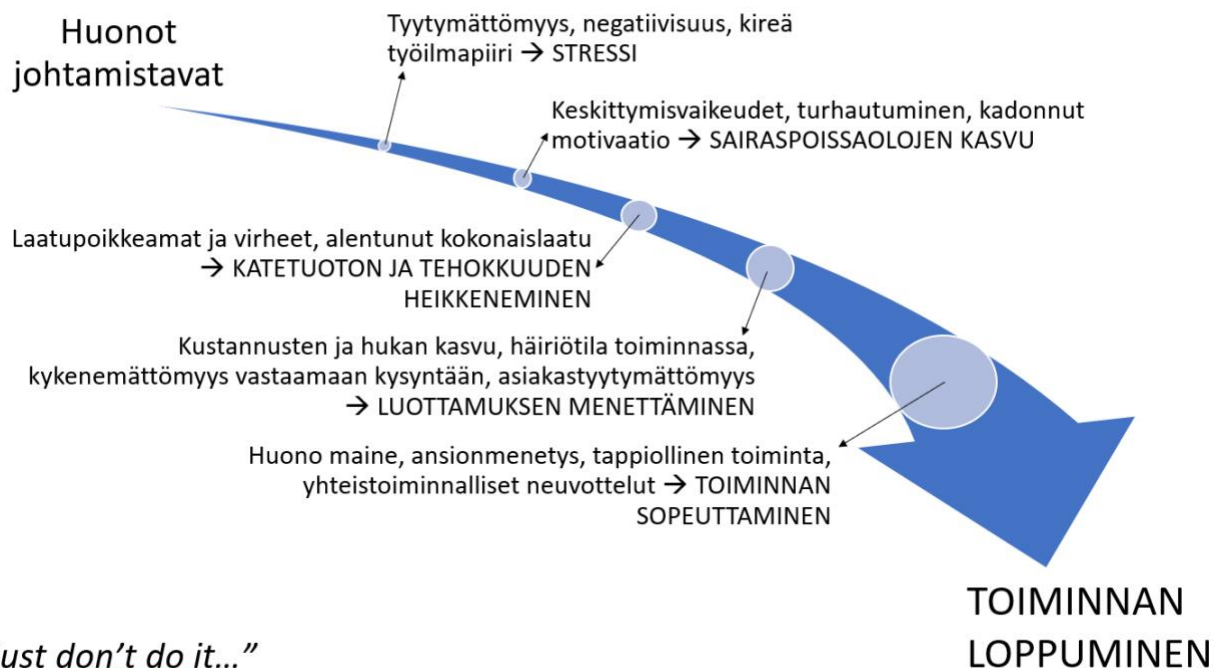 Huonot
johtamistavat
Tyytymättömyys, negatiivisuus, kireä
työilmapiiri → STRESSI
Keskittymisvaikeudet, turhautuminen, kadonnut
motivaatio → SAIRASPOISSAOLOJEN KASVU
Laatupoikkeamat ja virheet, alentunut kokonaislaatu
→ KATETUOTON JA TEHOKKUUDEN
HEIKKENEMINEN
Kustannusten ja hukan kasvu, häiriötila toiminnassa,
kykenemättömyys vastaamaan kysyntään, asiakastyytymättömyys
→ LUOTTAMUKSEN MENETTÄMINEN
Huono maine, ansionmenetys, tappiollinen toiminta,
yhteistoiminnalliset neuvottelut → TOIMINNAN
SOPEUTTAMINEN
TOIMINNAN
LOPPUMINEN
ust don’t do it…”